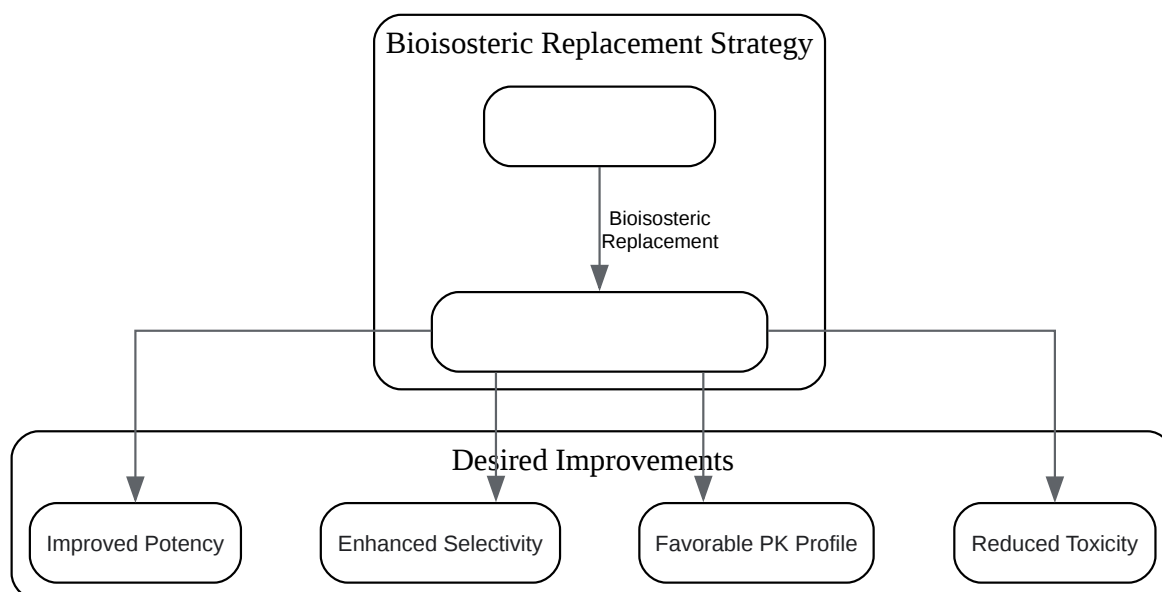 Bioisosteric Replacement Strategy
Bioisosteric
Replacement
Desired Improvements
Improved Potency
Enhanced Selectivity
Favorable PK Profile
Reduced Toxicity